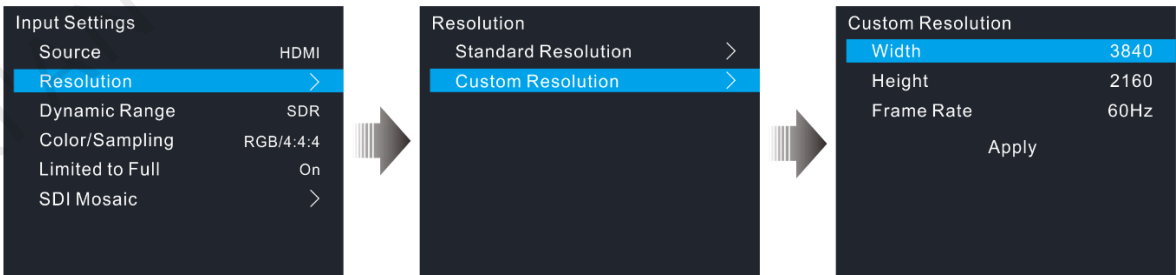 Input Settings
Source HDMI
Resolution >
Dynamic Range SDR
Color/Sampling RGB/4:4:4
Limited to Full On
SDI Mosaic >
Resolution
Standard Resolution >
Custom Resolution >
Custom Resolution
Width 3840
Height 2160
Frame Rate 60Hz
Apply